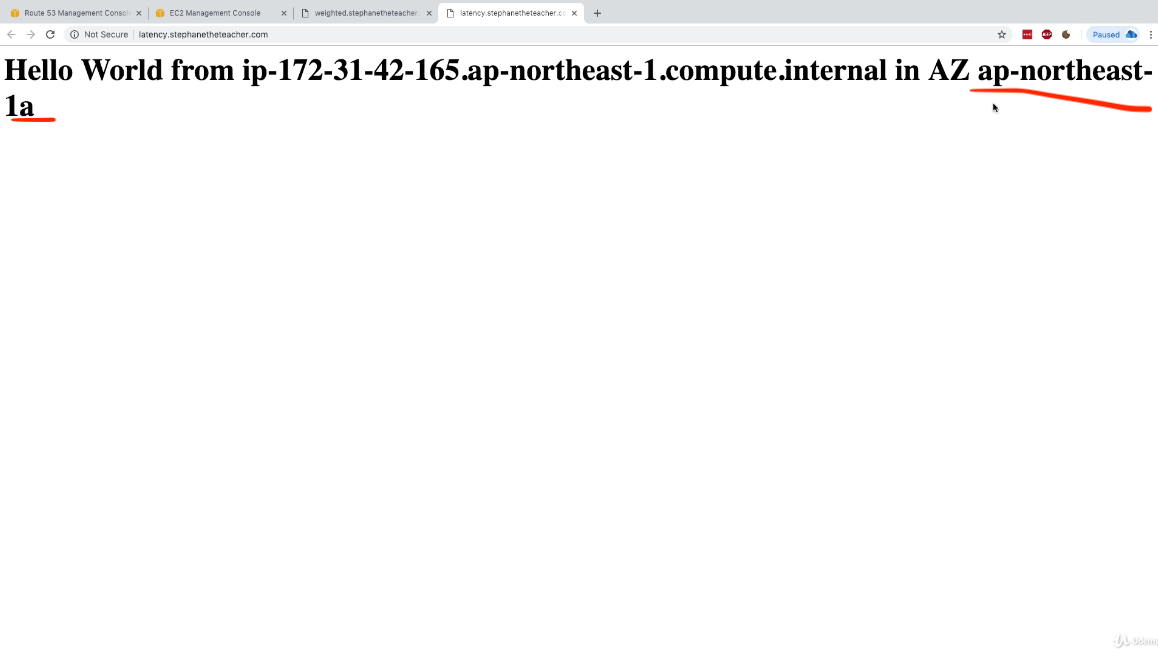 Route 53 Management Consol
EC2 Management Console
weighted.stephanetheteacher.
latency.stephanetheteacher.co
Not Secure
latency.stephanetheteacher.com
Paused
Hello World from ip-172-31-42-165.ap-northeast-1.compute.internal in AZ ap-northeast-
1a
Udemy